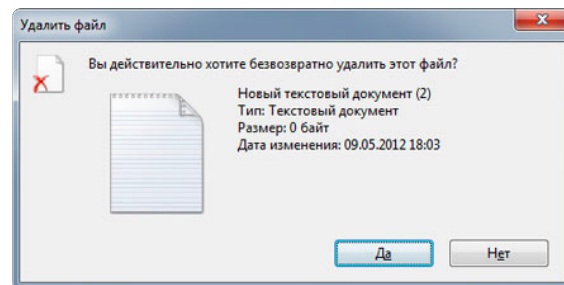 Удалить файл
Вы действительно хотите безвозвратно удалить этот файл?
Новый текстовый документ (2)
Тип: Текстовый документ
Размер: 0 байт
Дата изменения: 09.05.2012 18:03
Да
Нет